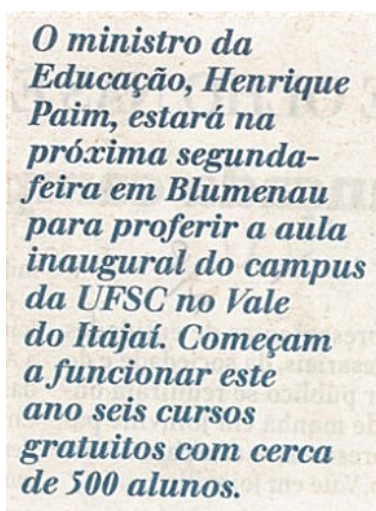 O ministro da
Educação, Henrique
Paim, estará na
próxima segunda-
feira em Blumenau
para proferir a aula
inaugural do campus
da UFSC no Vale
do Itajaí. Começam
a funcionar este
ano seis cursos
gratuitos com cerca
de 500 alunos.